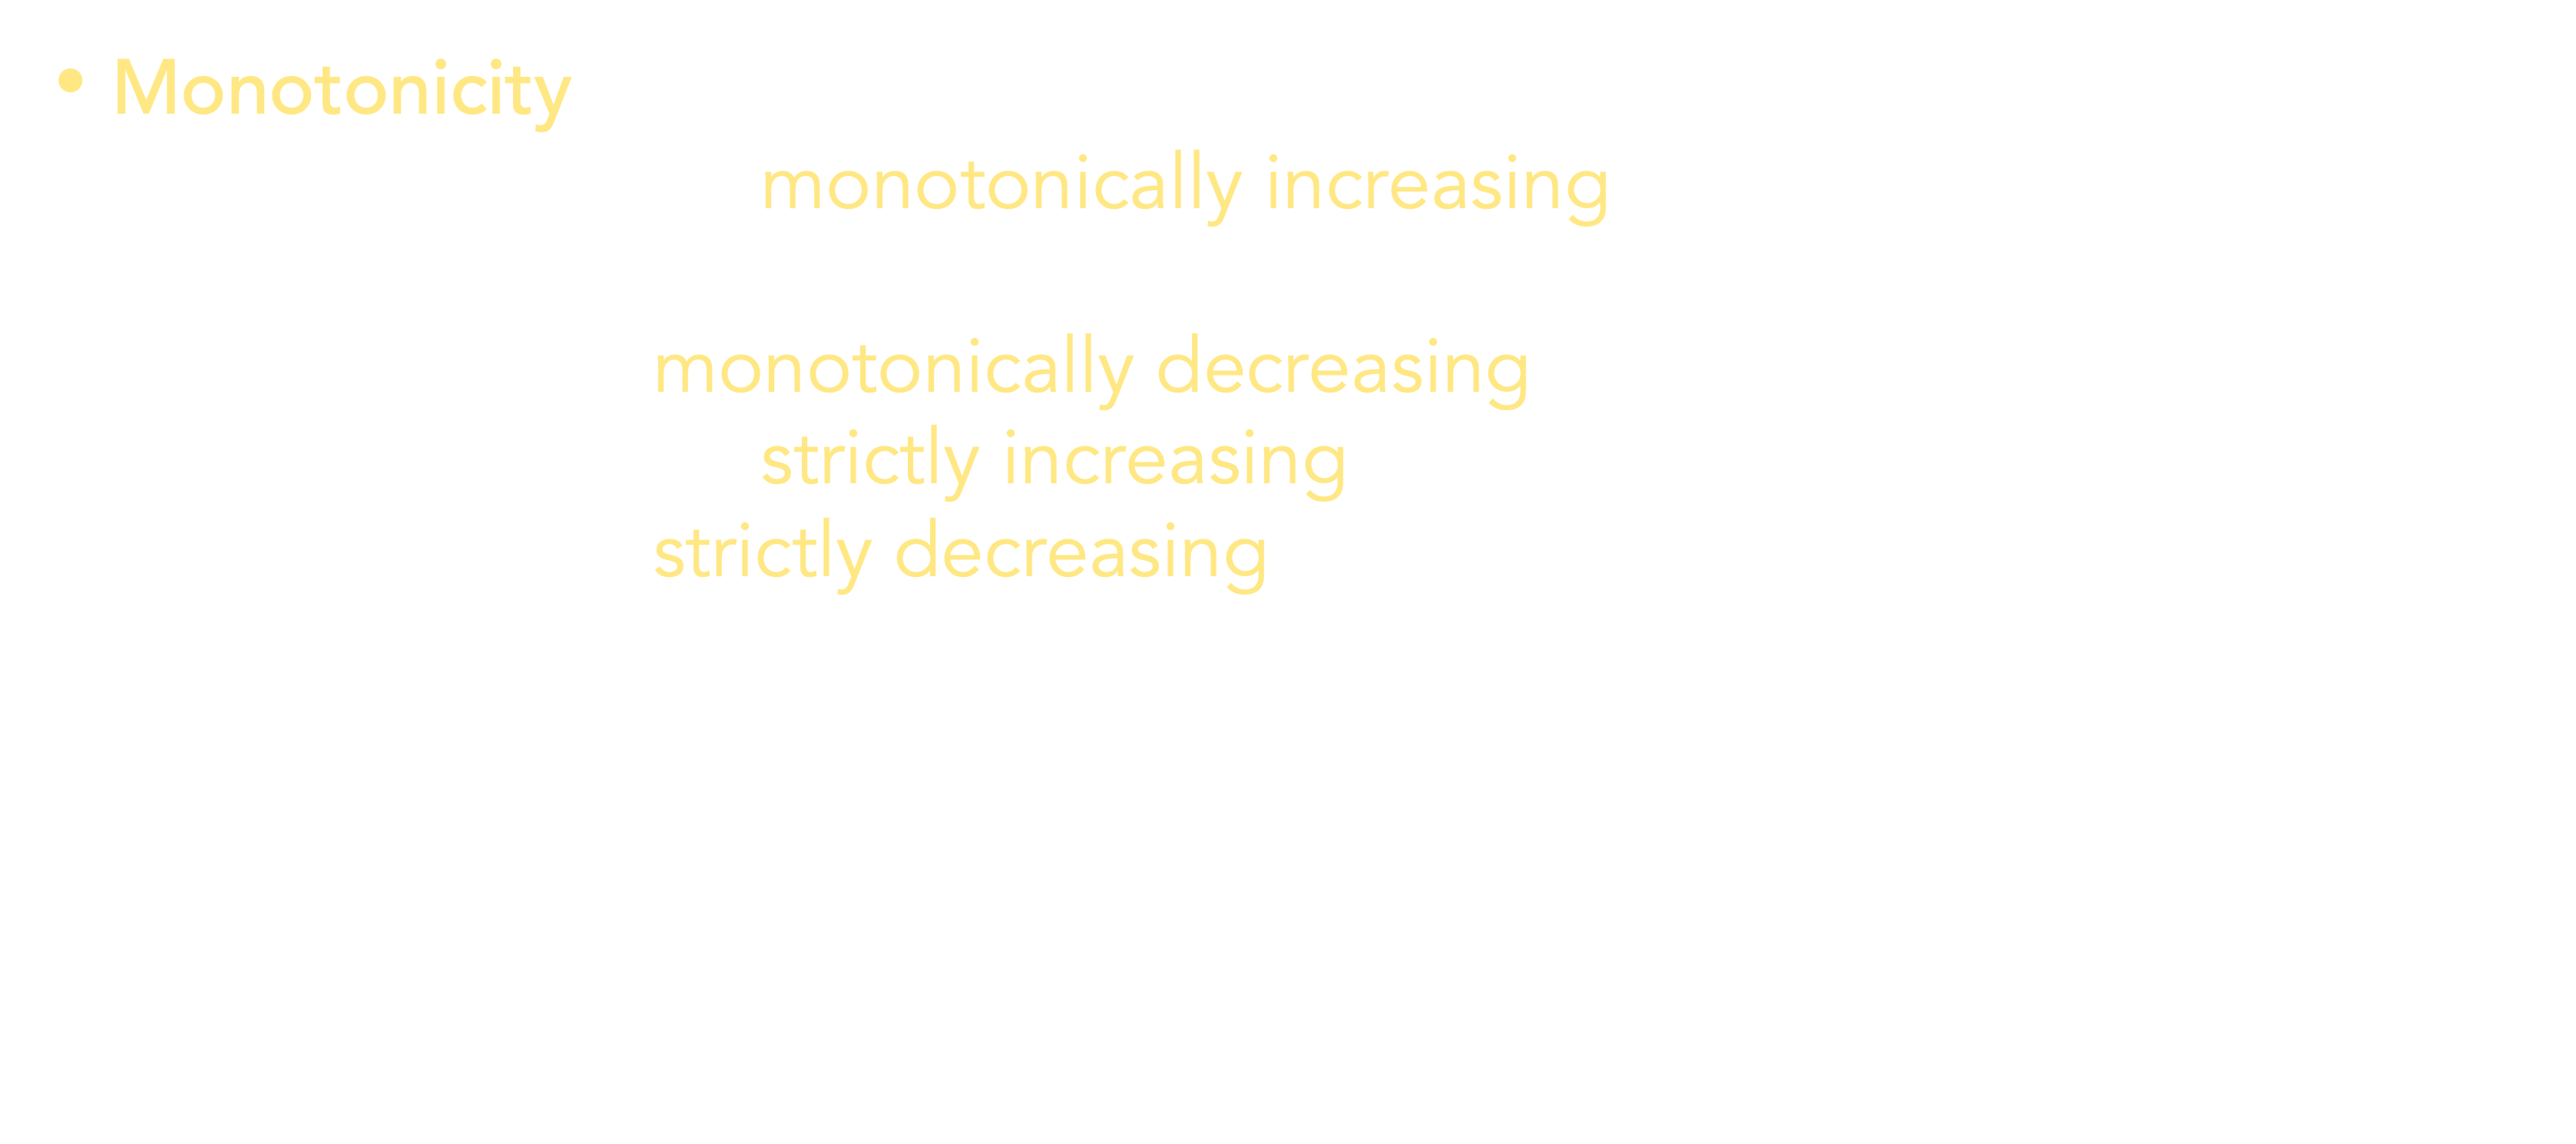 • Monotonicity
monotonically increasing
monotonically decreasing
strictly increasing
strictly decreasing